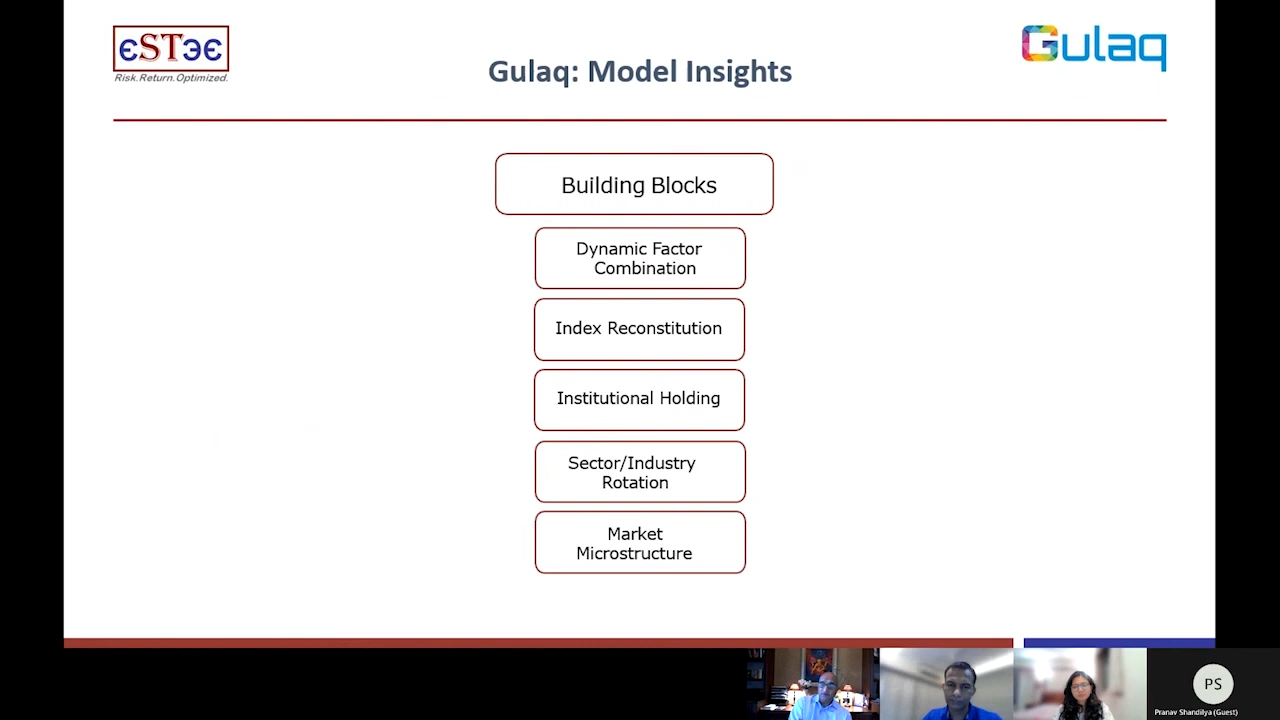 ɛSTɜɛ
Risk.Return.Optimized.
Gulaq
Gulaq: Model Insights
Building Blocks
Dynamic Factor
Combination
Index Reconstitution
Institutional Holding
Sector/Industry
Rotation
Market
Microstructure
PS
Pranav Shandilya (Guest)